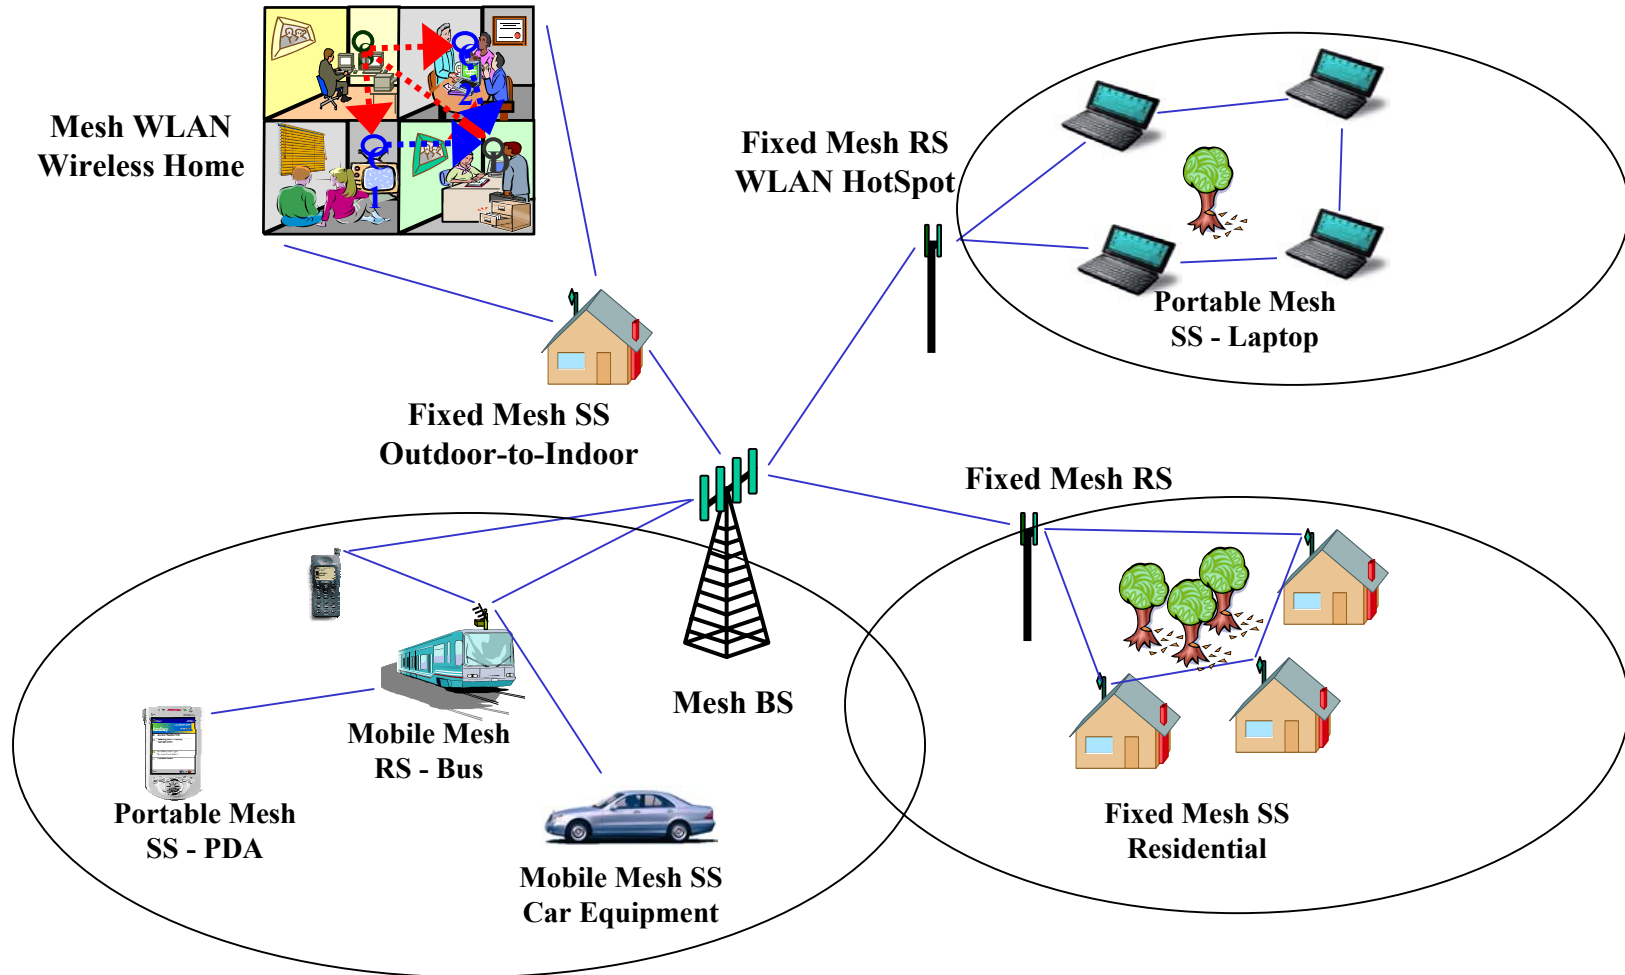 Mesh WLAN
Wireless Home
Fixed Mesh RS
WLAN HotSpot
Portable Mesh
SS - Laptop
Fixed Mesh SS
Outdoor-to-Indoor
Fixed Mesh RS
Mesh BS
Mobile Mesh
RS - Bus
Portable Mesh
SS - PDA
Mobile Mesh SS
Car Equipment
Fixed Mesh SS
Residential